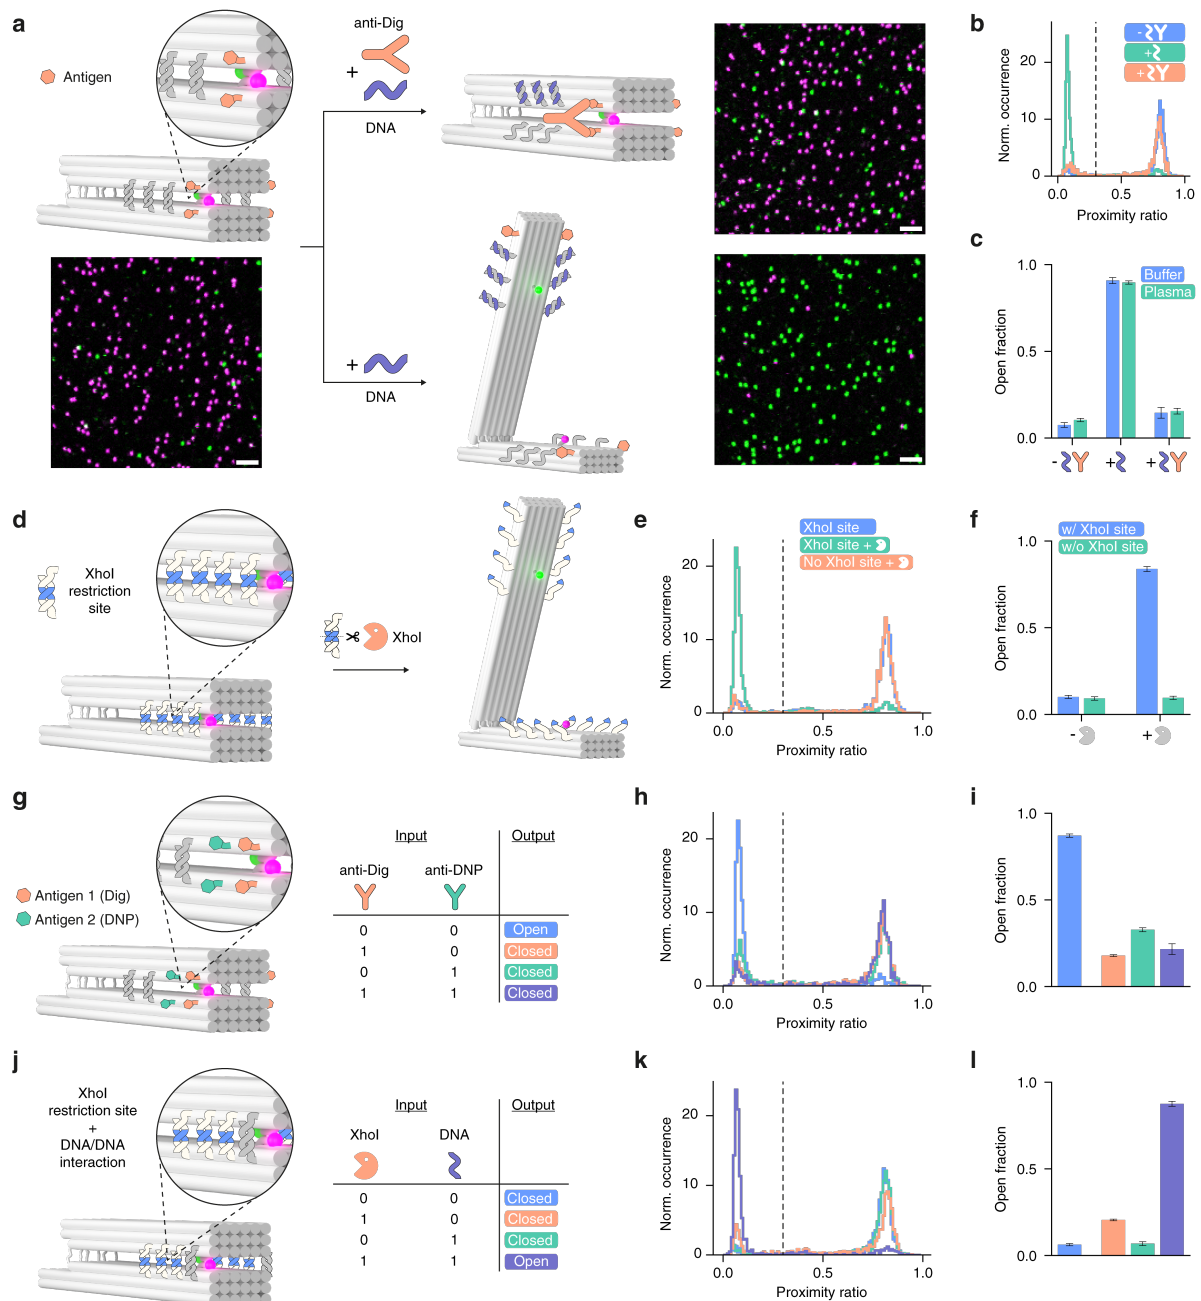 a
Antigen
anti-Dig
+
DNA
+
DNA
b
Norm. occurrence
20
10
0
0.0 0.5 1.0
Proximity ratio
-
+
+
c
Open fraction
1.0
0.5
0.0
Buffer
Plasma
- + +
d
XhoI
restriction
site
XhoI
e
Norm. occurrence
20
10
0
0.0 0.5 1.0
Proximity ratio
XhoI site
XhoI site +
No XhoI site +
f
w/ XhoI site
w/o XhoI site
Open fraction
1.0
0.5
0.0
- +
g
Antigen 1 (Dig)
Antigen 2 (DNP)
Input Output
anti-Dig anti-DNP
0 0 Open
1 0 Closed
0 1 Closed
1 1 Closed
h
Norm. occurrence
20
10
0
0.0 0.5 1.0
Proximity ratio
i
Open fraction
1.0
0.5
0.0
j
XhoI
restriction site
+
DNA/DNA
interaction
Input Output
XhoI DNA
0 0 Closed
1 0 Closed
0 1 Closed
1 1 Open
k
Norm. occurrence
20
10
0
0.0 0.5 1.0
Proximity ratio
l
Open fraction
1.0
0.5
0.0